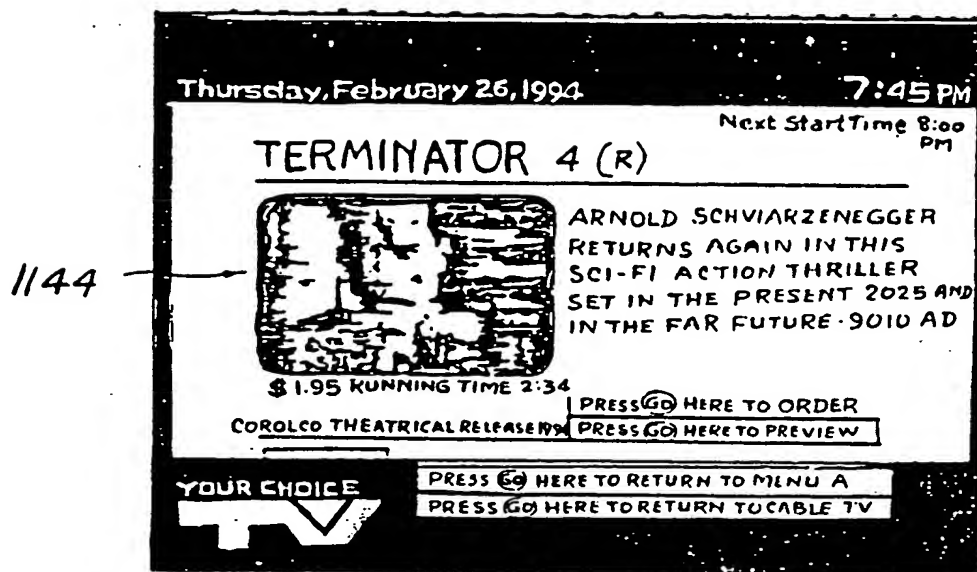 Thursday, February 26, 1994 7:45 PM
Next Start Time 8:00 PM
TERMINATOR 4 (R)
1144
ARNOLD SCHVIARZENEGGER
RETURNS AGAIN IN THIS
SCI-FI ACTION THRILLER
SET IN THE PRESENT 2025 AND
IN THE FAR FUTURE - 9010 AD
$1.95 RUNNING TIME 2:34
PRESS GO HERE TO ORDER
COROLCO THEATRICAL RELEASE
PRESS GO HERE TO PREVIEW
YOUR CHOICE
TV
PRESS GO HERE TO RETURN TO MENU A
PRESS GO HERE TO RETURN TO CABLE TV